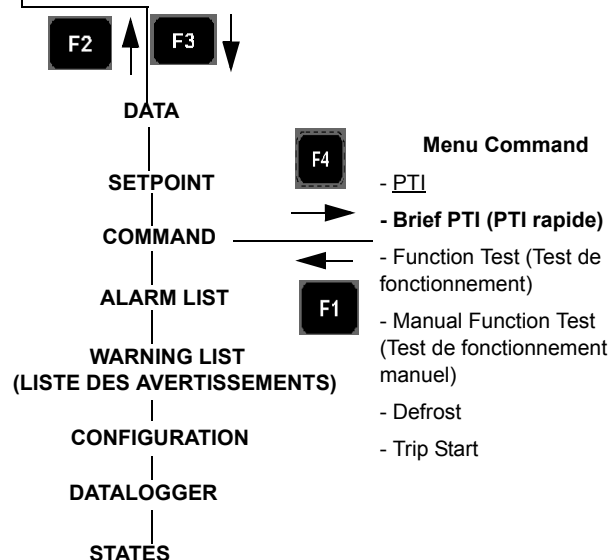 F2
F3
DATA
SETPOINT
COMMAND
ALARM LIST
WARNING LIST
(LISTE DES AVERTISSEMENTS)
CONFIGURATION
DATALOGGER
STATES
F4
F1
Menu Command
- PTI
- Brief PTI (PTI rapide)
- Function Test (Test de
fonctionnement)
- Manual Function Test
(Test de fonctionnement
manuel)
- Defrost
- Trip Start